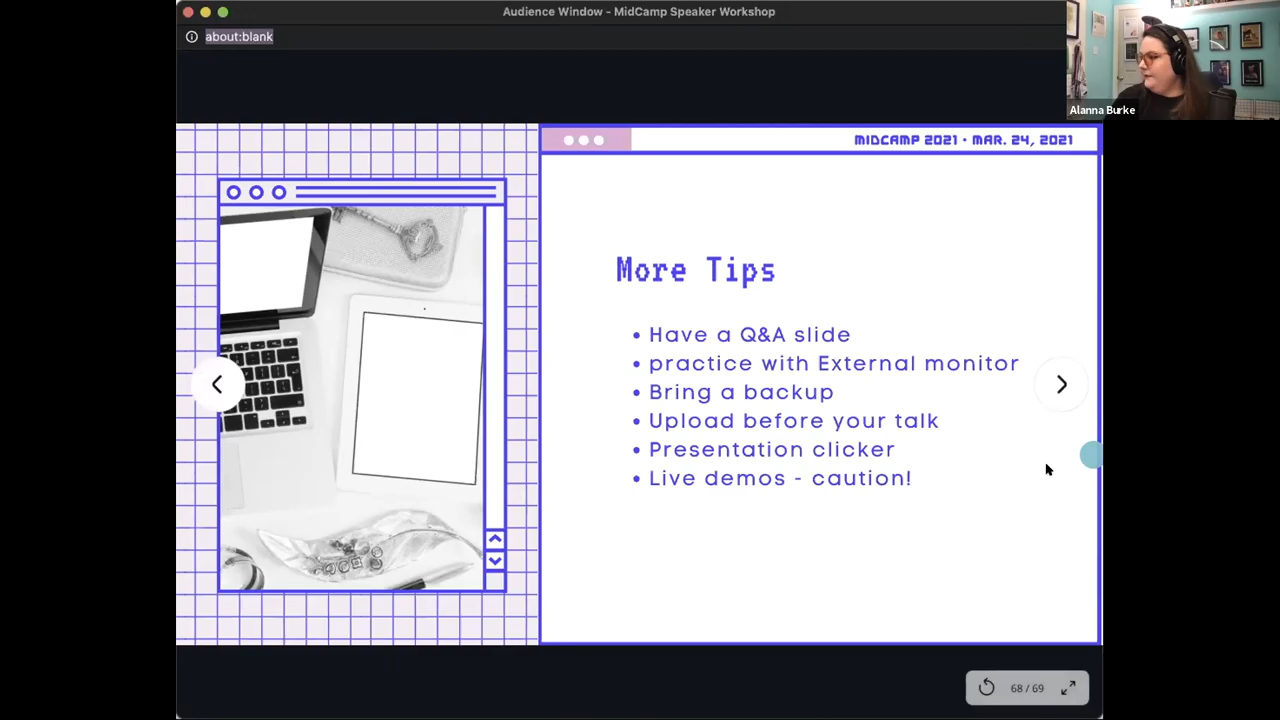 Audience Window - MidCamp Speaker Workshop
about:blank
Alanna Burke
MIDCAMP 2021 · MAR. 24, 2021
More Tips
• Have a Q&A slide
• practice with External monitor
• Bring a backup
• Upload before your talk
• Presentation clicker
• Live demos - caution!
68 / 69